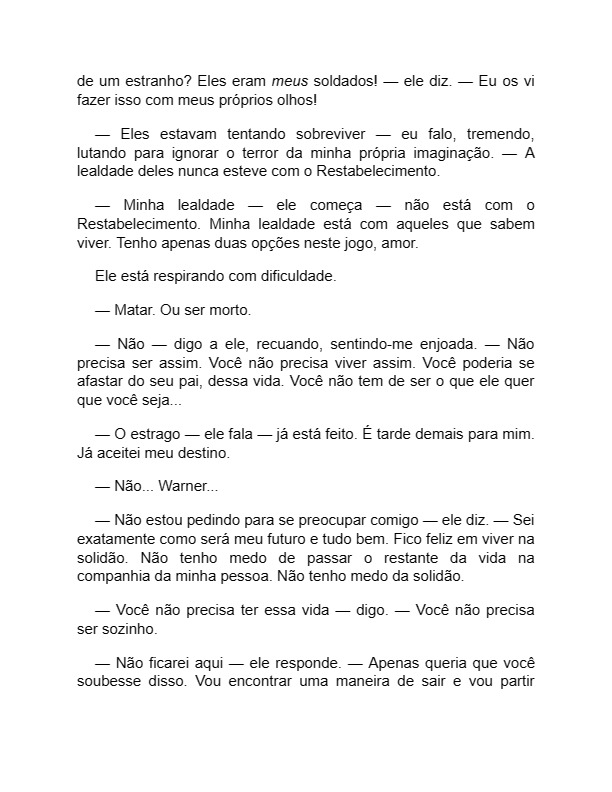 de um estranho? Eles eram meus soldados! — ele diz. — Eu os vi
fazer isso com meus próprios olhos!
— Eles estavam tentando sobreviver — eu falo, tremendo,
lutando para ignorar o terror da minha própria imaginação. — A
lealdade deles nunca esteve com o Restabelecimento.
— Minha lealdade — ele começa — não está com o
Restabelecimento. Minha lealdade está com aqueles que sabem
viver. Tenho apenas duas opções neste jogo, amor.
Ele está respirando com dificuldade.
— Matar. Ou ser morto.
— Não — digo a ele, recuando, sentindo-me enjoada. — Não
precisa ser assim. Você não precisa viver assim. Você poderia se
afastar do seu pai, dessa vida. Você não tem de ser o que ele quer
que você seja...
— O estrago — ele fala — já está feito. É tarde demais para mim.
Já aceitei meu destino.
— Não... Warner...
— Não estou pedindo para se preocupar comigo — ele diz. — Sei
exatamente como será meu futuro e tudo bem. Fico feliz em viver na
solidão. Não tenho medo de passar o restante da vida na
companhia da minha pessoa. Não tenho medo da solidão.
— Você não precisa ter essa vida — digo. — Você não precisa
ser sozinho.
— Não ficarei aqui — ele responde. — Apenas queria que você
soubesse disso. Vou encontrar uma maneira de sair e vou partir